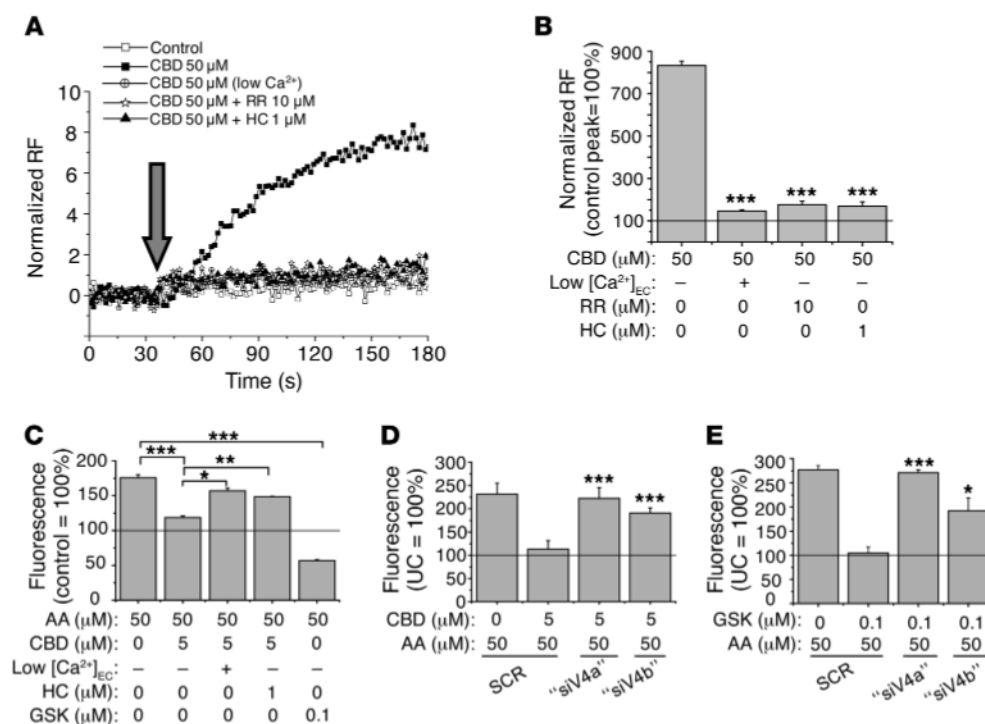 A
Control
CBD 50 µM
CBD 50 µM (low Ca²⁺)
CBD 50 µM + RR 10 µM
CBD 50 µM + HC 1 µM
Normalized RF
10
8
6
4
2
0
0 30 60 90 120 150 180
Time (s)
B
Normalized RF
(control peak=100%)
900
700
500
300
100
*** *** ***
CBD (µM): 50 50 50 50
Low [Ca²⁺]EC: – + – –
RR (µM): 0 0 10 0
HC (µM): 0 0 0 1
C
Fluorescence
(control = 100%)
200
150
100
50
0
***
*** **
*
AA (µM): 50 50 50 50 50
CBD (µM): 0 5 5 5 0
Low [Ca²⁺]EC: – – + – –
HC (µM): 0 0 0 1 0
GSK (µM): 0 0 0 0 0.1
D
Fluorescence
(UC = 100%)
300
250
200
150
100
50
0
*** ***
CBD (µM): 0 5 5 5
AA (µM): 50 50 50 50
SCR "siV4a" "siV4b"
E
Fluorescence
(UC = 100%)
300
250
200
150
100
50
0
*** *
GSK (µM): 0 0.1 0.1 0.1
AA (µM): 50 50 50 50
SCR "siV4a" "siV4b"